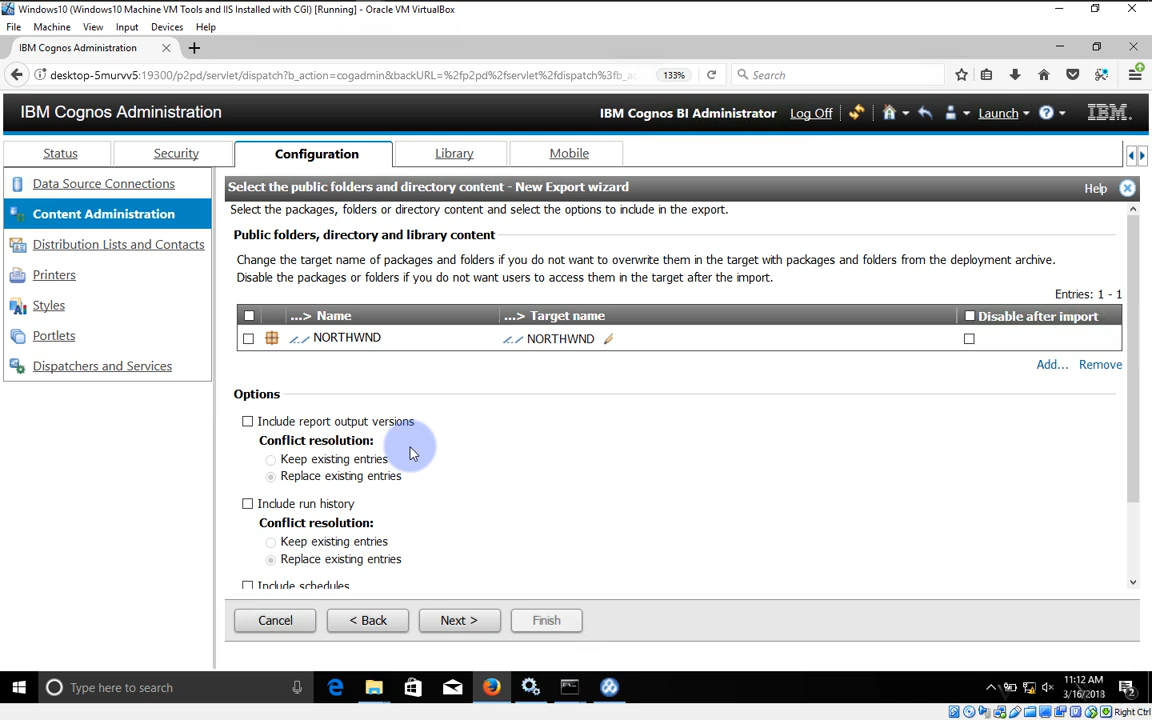 Windows10 (Windows10 Machine VM Tools and IIS Installed with CGI) [Running] - Oracle VM VirtualBox
File Machine View Input Devices Help
IBM Cognos Administration
desktop-5murvv5:19300/p2pd/servlet/dispatch?b_action=cogadmin&backURL=%2fp2pd%2fservlet%2fdispatch%3fb_ac
133%
Search
IBM Cognos Administration
IBM Cognos BI Administrator Log Off Launch IBM.
Status Security Configuration Library Mobile
Data Source Connections
Content Administration
Distribution Lists and Contacts
Printers
Styles
Portlets
Dispatchers and Services
Select the public folders and directory content - New Export wizard
Help
Select the packages, folders or directory content and select the options to include in the export.
Public folders, directory and library content
Change the target name of packages and folders if you do not want to overwrite them in the target with packages and folders from the deployment archive.
Disable the packages or folders if you do not want users to access them in the target after the import.
Entries: 1 - 1
...> Name ...> Target name Disable after import
NORTHWND NORTHWND
Add... Remove
Options
Include report output versions
Conflict resolution:
Keep existing entries
Replace existing entries
Include run history
Conflict resolution:
Keep existing entries
Replace existing entries
Include schedules
Cancel < Back Next > Finish
Type here to search
11:12 AM
3/16/2018
2
Right Ctrl